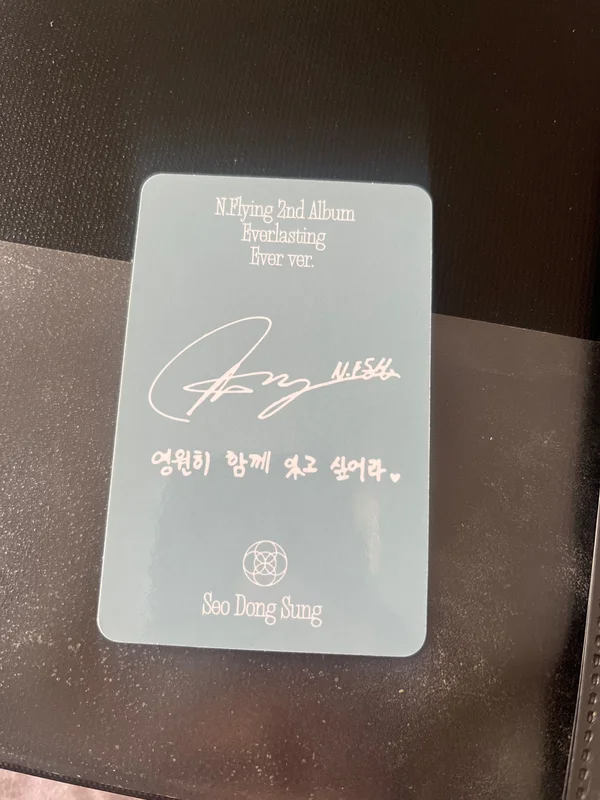 N.Flying 2nd Album
Everlasting
Ever ver.
N.F
영원히 함께 있고 싶어라♥
Seo Dong Sung